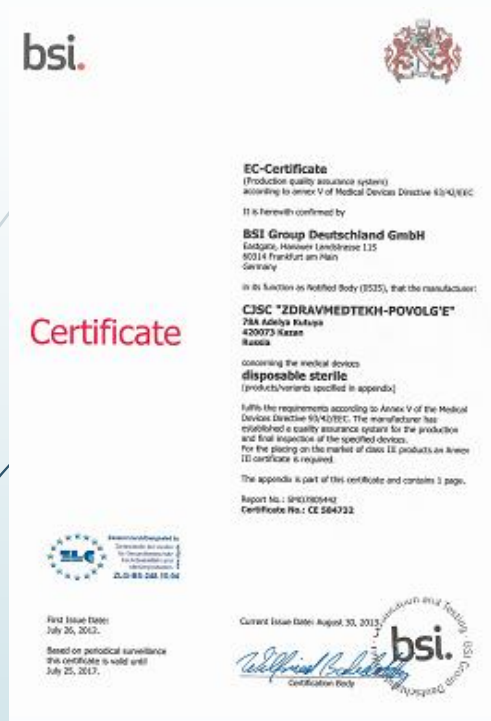 bsi.
EC-Certificate
(Production quality assurance system)
according to annex V of Medical Devices Directive 93/42/EEC
It is herewith confirmed by
BSI Group Deutschland GmbH
Eastgate, Hanauer Landstrasse 115
60314 Frankfurt am Main
Germany
in its function as Notified Body (0535), that the manufacturer:
CJSC "ZDRAVMEDTEKH-POVOLG'E"
78A Adelya Kutuya
420073 Kazan
Russia
Certificate
concerning the medical devices
disposable sterile
(products/variants specified in appendix)
fulfils the requirements according to Annex V of the Medical
Devices Directive 93/42/EEC. The manufacturer has
established a quality assurance system for the production
and final inspection of the specified devices.
For the placing on the market of class III products an Annex
III certificate is required.
The appendix is part of this certificate and contains 1 page.
Report No.: SMO7805442
Certificate No.: CE 584722
ZLG
First Issue Date:
July 26, 2012.
Based on periodical surveillance
this certificate is valid until
July 25, 2017.
Current Issue Date: August 30, 2013
bsi.
Certification Body